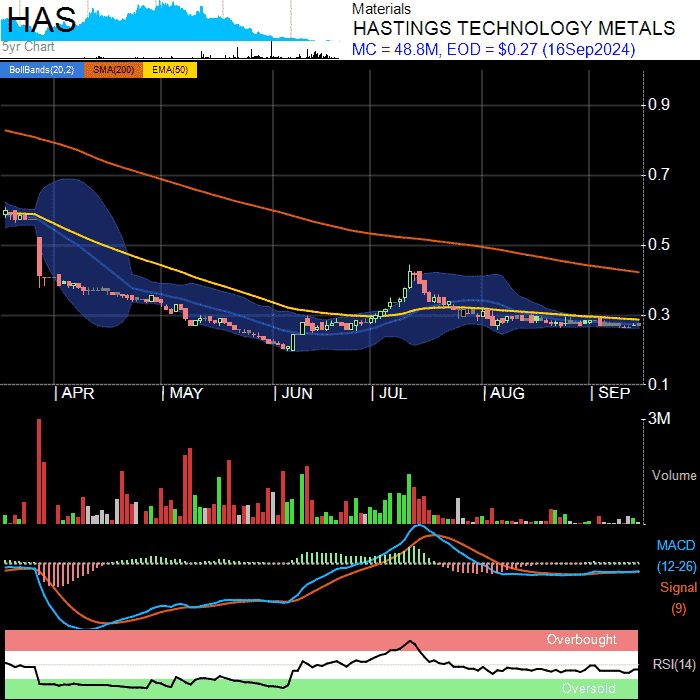 HAS
5yr Chart
Materials
HASTINGS TECHNOLOGY METALS
MC = 48.8M, EOD = $0.27 (16Sep2024)
BollBands(20,2) SMA(200) EMA(50)
0.9
0.7
0.5
0.3
0.1
APR MAY JUN JUL AUG SEP
3M
Volume
MACD
(12-26)
Signal
(9)
Overbought
RSI(14)
Oversold